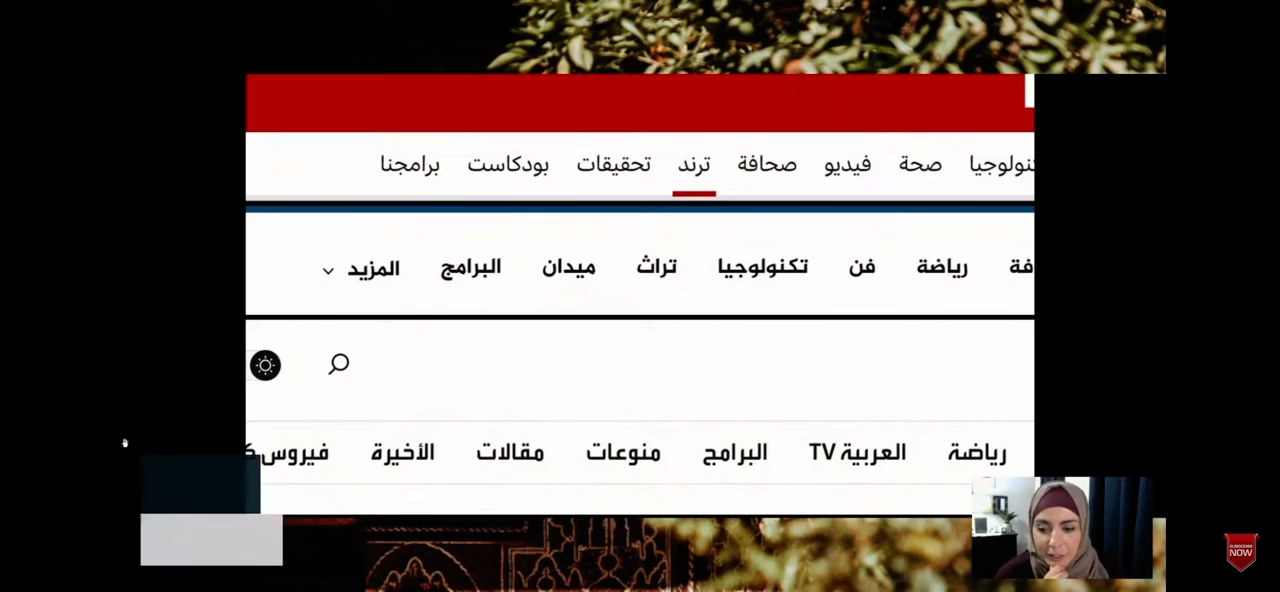 صحة فيديو صحافة ترند تحقيقات بودكاست برامجنا
رياضة فن تكنولوجيا تراث ميدان البرامج المزيد
رياضة العربية TV البرامج منوعات مقالات الأخيرة فيروس
SUBSCRIBE
NOW